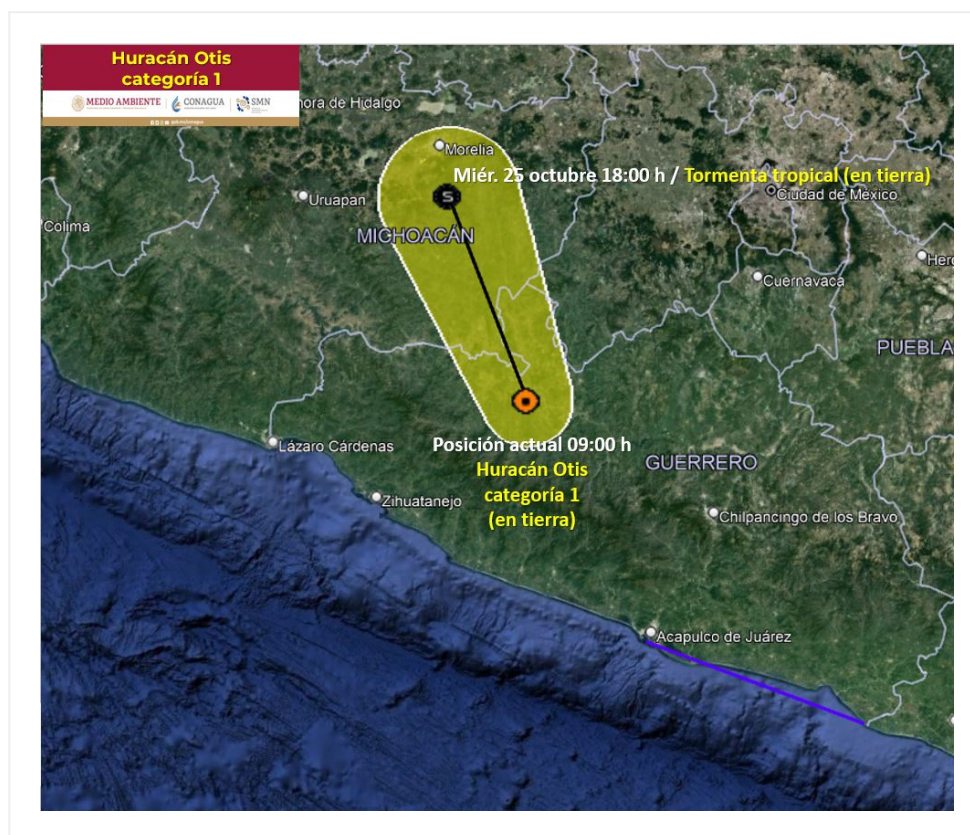 Huracán Otis
categoría 1
MEDIO AMBIENTE
CONAGUA
SMN
hora de Hidalgo
Morelia
Miér. 25 octubre 18:00 h / Tormenta tropical (en tierra)
S
Ciudad de México
Uruapan
Colima
MICHOACÁN
Her
Cuernavaca
PUEBLA
Lázaro Cárdenas
Posición actual 09:00 h
Huracán Otis
categoría 1
(en tierra)
GUERRERO
Zihuatanejo
Chilpancingo de los Bravo
Acapulco de Juárez